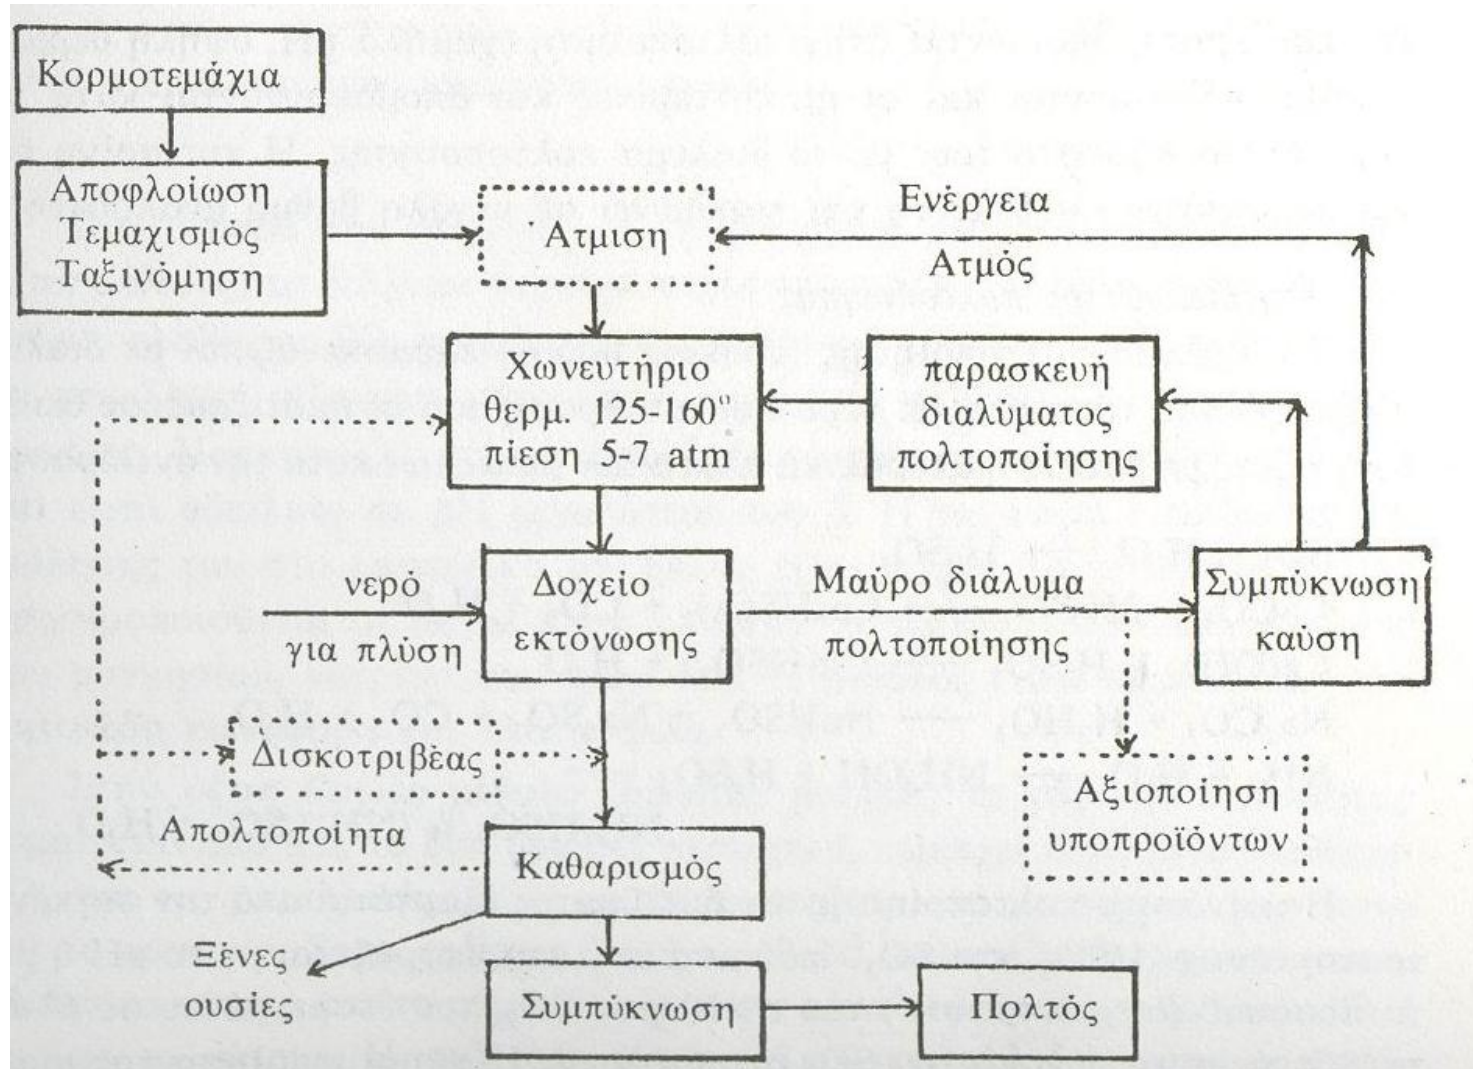 Κορμοτεμάχια
Αποφλοίωση
Τεμαχισμός
Ταξινόμηση
Ατμιση
Ενέργεια
Ατμός
Χωνευτήριο
θερμ. 125-160°
πίεση 5-7 atm
παρασκευή
διαλύματος
πολτοποίησης
νερό
για πλύση
Δοχείο
εκτόνωσης
Μαύρο διάλυμα
πολτοποίησης
Συμπύκνωση
καύση
Δισκοτριβέας
Απολτοποίητα
Αξιοποίηση
υποπροϊόντων
Καθαρισμός
Ξένες
ουσίες
Συμπύκνωση
Πολτός